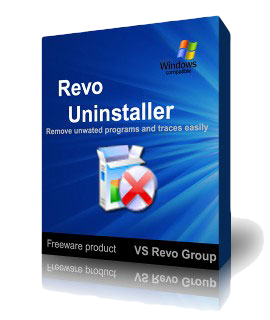 Windows
compatible
Revo
Uninstaller
Remove unwated programs and traces easily
Freeware product
VS Revo Group